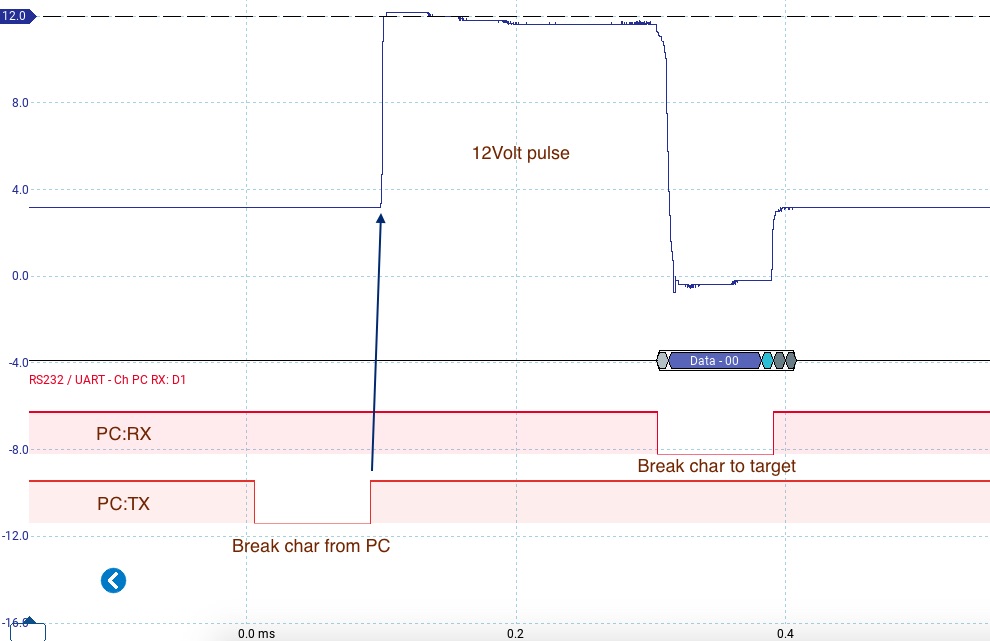 12.0
8.0
12Volt pulse
4.0
0.0
Data - 00
-4.0
RS232 / UART - Ch PC RX: D1
PC:RX
-8.0
Break char to target
PC:TX
-12.0
Break char from PC
-16.0
0.0 ms 0.2 0.4